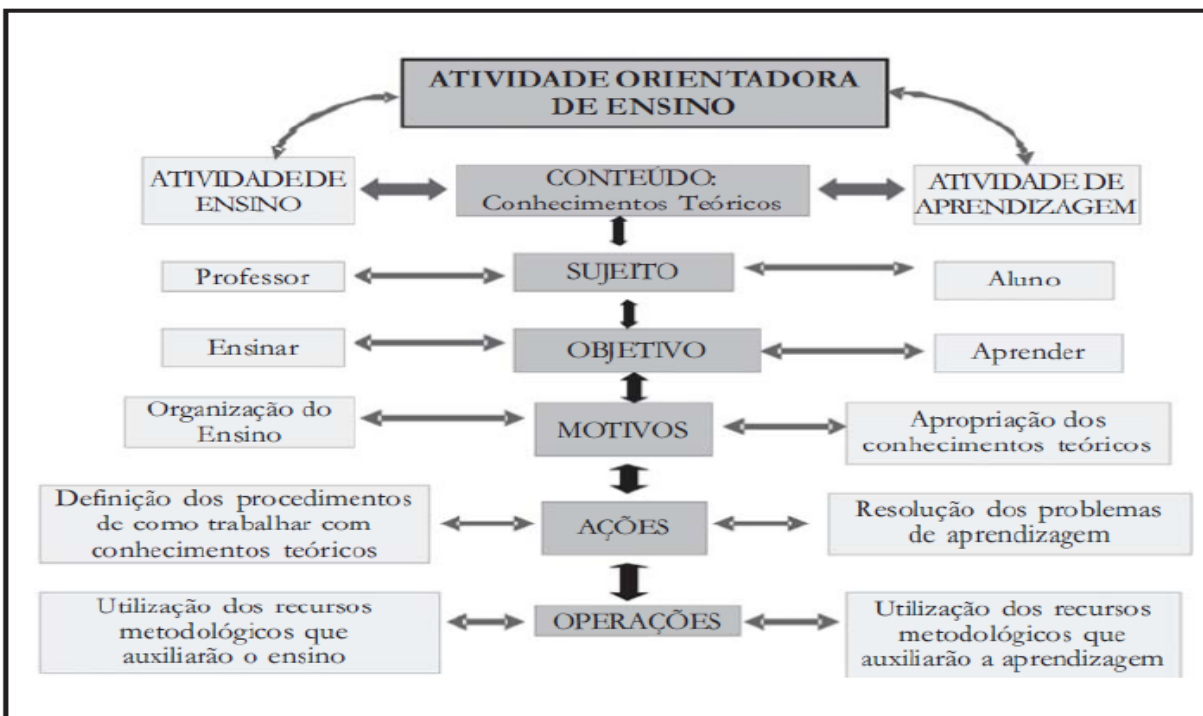 ATIVIDADE ORIENTADORA
DE ENSINO
ATIVIDADE DE
ENSINO
CONTEÚDO:
Conhecimentos Teóricos
ATIVIDADE DE
APRENDIZAGEM
Professor
SUJEITO
Aluno
Ensinar
OBJETIVO
Aprender
Organização do
Ensino
MOTIVOS
Apropriação dos
conhecimentos teóricos
Definição dos procedimentos
de como trabalhar com
conhecimentos teóricos
AÇÕES
Resolução dos problemas
de aprendizagem
Utilização dos recursos
metodológicos que
auxiliarão o ensino
OPERAÇÕES
Utilização dos recursos
metodológicos que
auxiliarão a aprendizagem